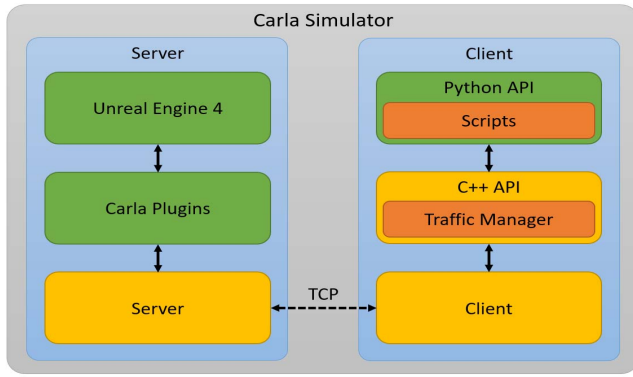 Carla Simulator
Server
Unreal Engine 4
Carla Plugins
Server
TCP
Client
Python API
Scripts
C++ API
Traffic Manager
Client